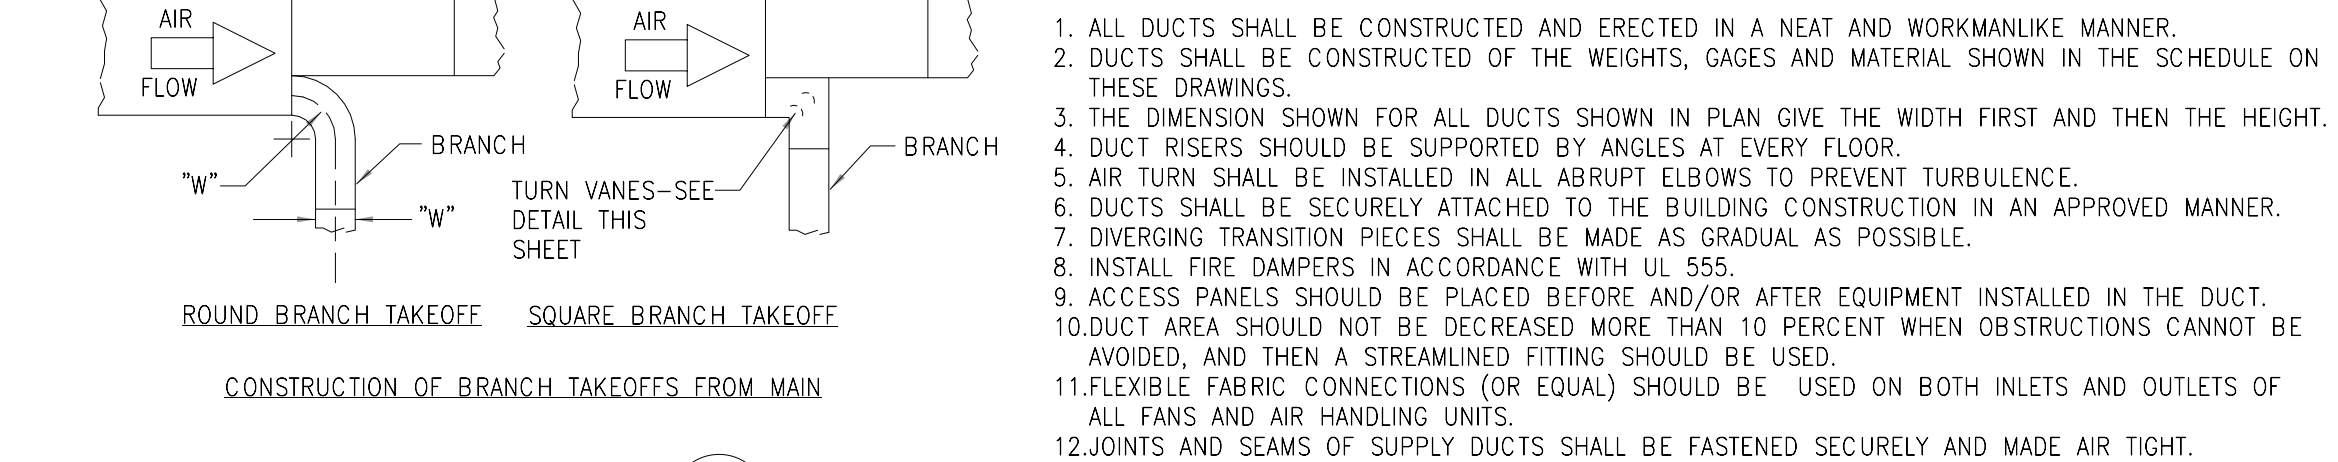 AIR
FLOW
BRANCH
"W"
"W"
ROUND BRANCH TAKEOFF
AIR
FLOW
BRANCH
TURN VANES-SEE
DETAIL THIS
SHEET
SQUARE BRANCH TAKEOFF
CONSTRUCTION OF BRANCH TAKEOFFS FROM MAIN
1. ALL DUCTS SHALL BE CONSTRUCTED AND ERECTED IN A NEAT AND WORKMANLIKE MANNER.
2. DUCTS SHALL BE CONSTRUCTED OF THE WEIGHTS, GAGES AND MATERIAL SHOWN IN THE SCHEDULE ON
THESE DRAWINGS.
3. THE DIMENSION SHOWN FOR ALL DUCTS SHOWN IN PLAN GIVE THE WIDTH FIRST AND THEN THE HEIGHT.
4. DUCT RISERS SHOULD BE SUPPORTED BY ANGLES AT EVERY FLOOR.
5. AIR TURN SHALL BE INSTALLED IN ALL ABRUPT ELBOWS TO PREVENT TURBULENCE.
6. DUCTS SHALL BE SECURELY ATTACHED TO THE BUILDING CONSTRUCTION IN AN APPROVED MANNER.
7. DIVERGING TRANSITION PIECES SHALL BE MADE AS GRADUAL AS POSSIBLE.
8. INSTALL FIRE DAMPERS IN ACCORDANCE WITH UL 555.
9. ACCESS PANELS SHOULD BE PLACED BEFORE AND/OR AFTER EQUIPMENT INSTALLED IN THE DUCT.
10.DUCT AREA SHOULD NOT BE DECREASED MORE THAN 10 PERCENT WHEN OBSTRUCTIONS CANNOT BE
AVOIDED, AND THEN A STREAMLINED FITTING SHOULD BE USED.
11.FLEXIBLE FABRIC CONNECTIONS (OR EQUAL) SHOULD BE  USED ON BOTH INLETS AND OUTLETS OF
ALL FANS AND AIR HANDLING UNITS.
12.JOINTS AND SEAMS OF SUPPLY DUCTS SHALL BE FASTENED SECURELY AND MADE AIR TIGHT.